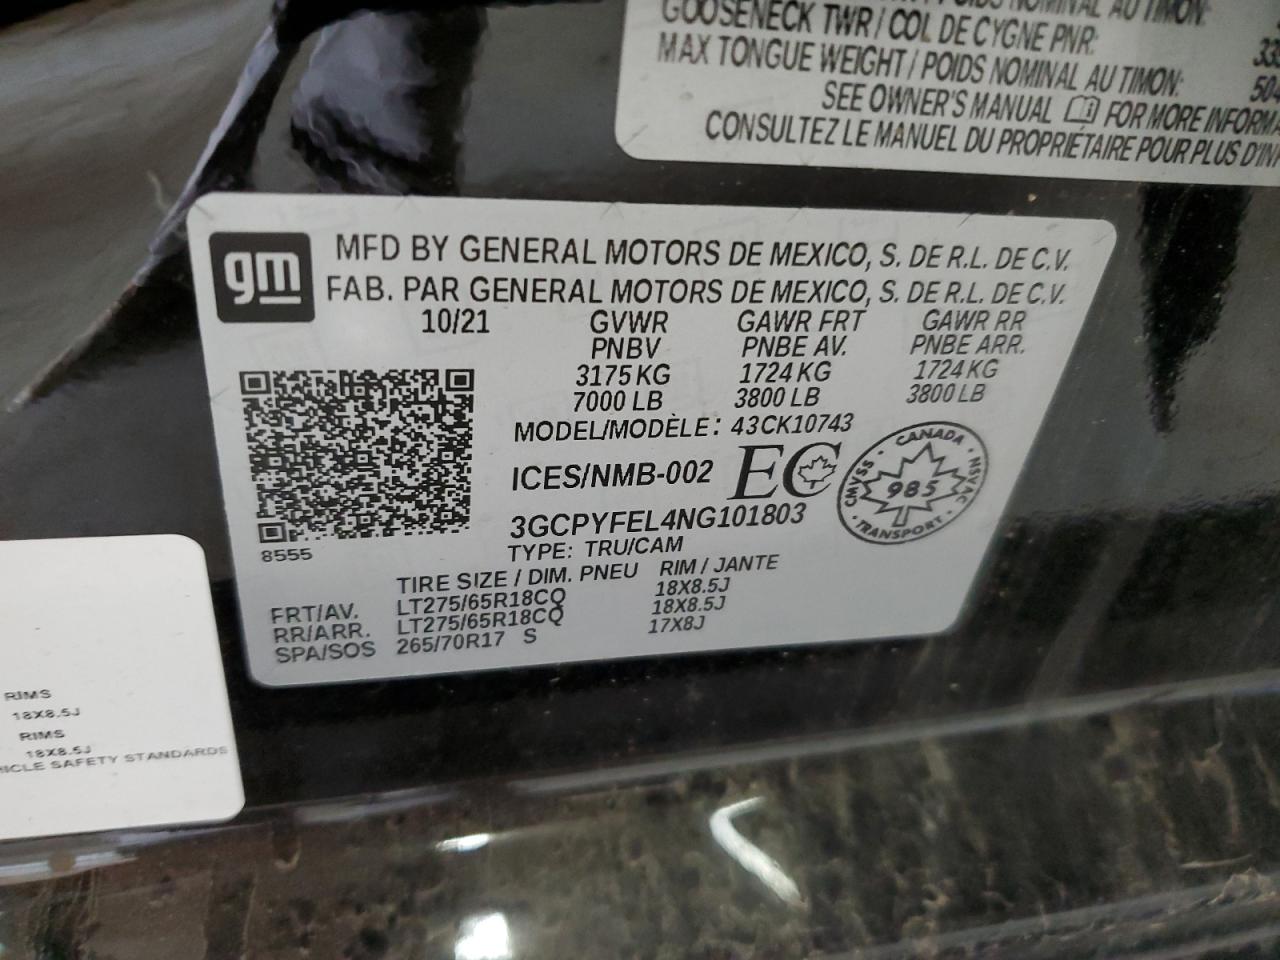 POIDS NOMINAL AU TIMON:
GOOSENECK TWR / COL DE CYGNE PNR:
MAX TONGUE WEIGHT / POIDS NOMINAL AU TIMON:
SEE OWNER'S MANUAL FOR MORE INFORMA
CONSULTEZ LE MANUEL DU PROPRIÉTAIRE POUR PLUS D'IN
gm
MFD BY GENERAL MOTORS DE MEXICO, S. DE R.L. DE C.V.
FAB. PAR GENERAL MOTORS DE MEXICO, S. DE R.L. DE C.V.
10/21 GVWR GAWR FRT GAWR RR
PNBV PNBE AV. PNBE ARR.
3175 KG 1724 KG 1724 KG
7000 LB 3800 LB 3800 LB
MODEL/MODÈLE: 43CK10743
ICES/NMB-002 EC
CANADA
CMVSS · NSVAC
985
TRANSPORT
3GCPYFEL4NG101803
8555
TYPE: TRU/CAM
TIRE SIZE / DIM. PNEU RIM / JANTE
FRT/AV. LT275/65R18CQ 18X8.5J
RR/ARR. LT275/65R18CQ 18X8.5J
SPA/SOS 265/70R17 S 17X8J
RIMS
18X8.5J
RIMS
18X8.5J
HICLE SAFETY STANDARDS